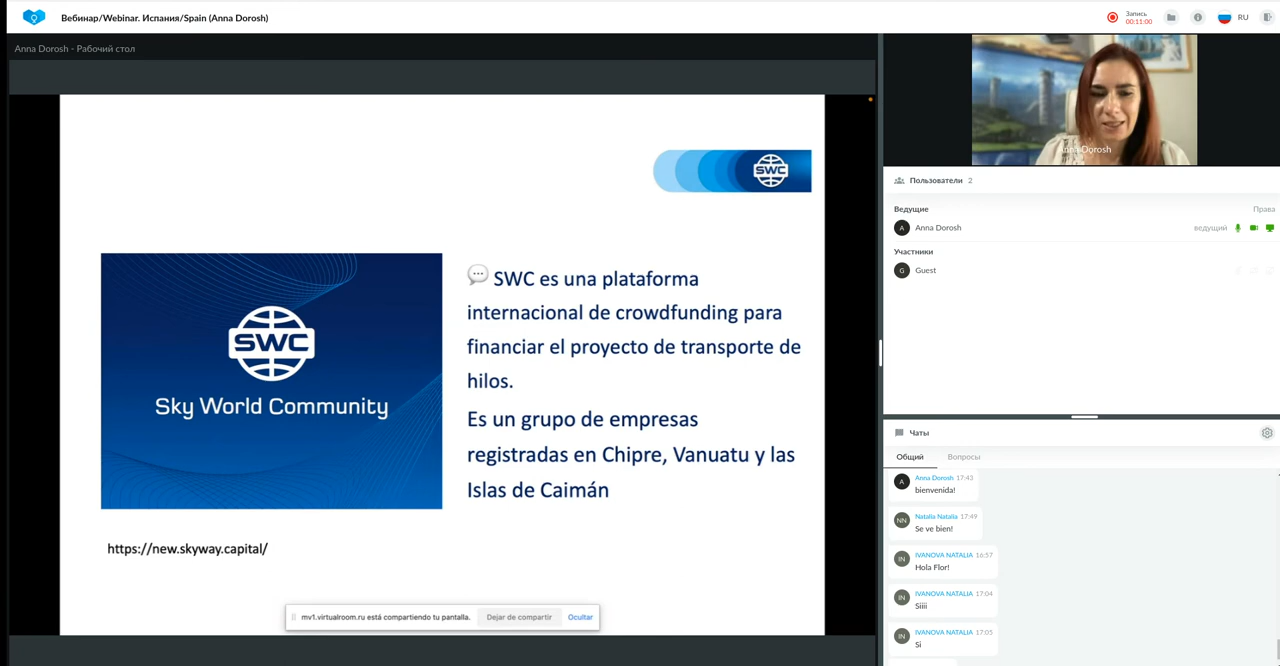 Вебинар/Webinar. Испания/Spain (Anna Dorosh)
Запись
00:11:00
RU
Anna Dorosh - Рабочий стол
SWC
SWC
Sky World Community
https://new.skyway.capital/
SWC es una plataforma
internacional de crowdfunding para
financiar el proyecto de transporte de
hilos.
Es un grupo de empresas
registradas en Chipre, Vanuatu y las
Islas de Caimán
mv1.virtualroom.ru está compartiendo tu pantalla.
Dejar de compartir
Ocultar
Anna Dorosh
Пользователи 2
Ведущие
Права
A
Anna Dorosh
ведущий
Участники
G
Guest
Чаты
Общий
Вопросы
A
Anna Dorosh 17:43
bienvenida!
NN
Natalia Natalia 17:49
Se ve bien!
IN
IVANOVA NATALIA 16:57
Hola Flor!
IN
IVANOVA NATALIA 17:04
Siiii
IN
IVANOVA NATALIA 17:05
Si